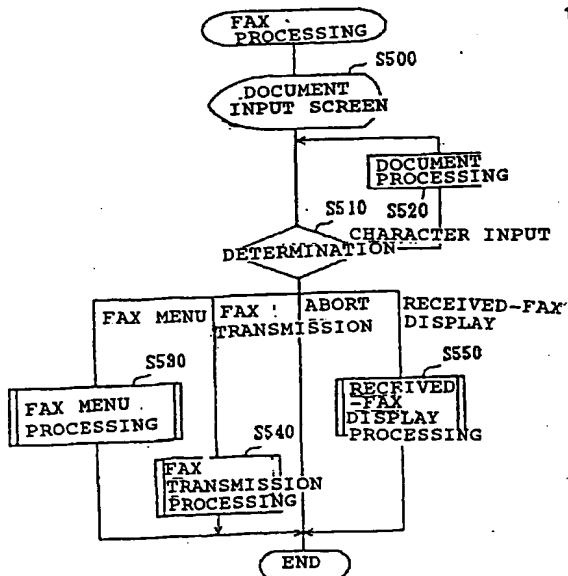 FAX
PROCESSING
S500
DOCUMENT
INPUT SCREEN
DOCUMENT
PROCESSING
S510
S520
CHARACTER INPUT
DETERMINATION
FAX MENU
FAX
TRANSMISSION
ABORT
RECEIVED-FAX
DISPLAY
S530
FAX MENU
PROCESSING
S550
RECEIVED
-FAX
DISPLAY
PROCESSING
S540
FAX
TRANSMISSION
PROCESSING
END